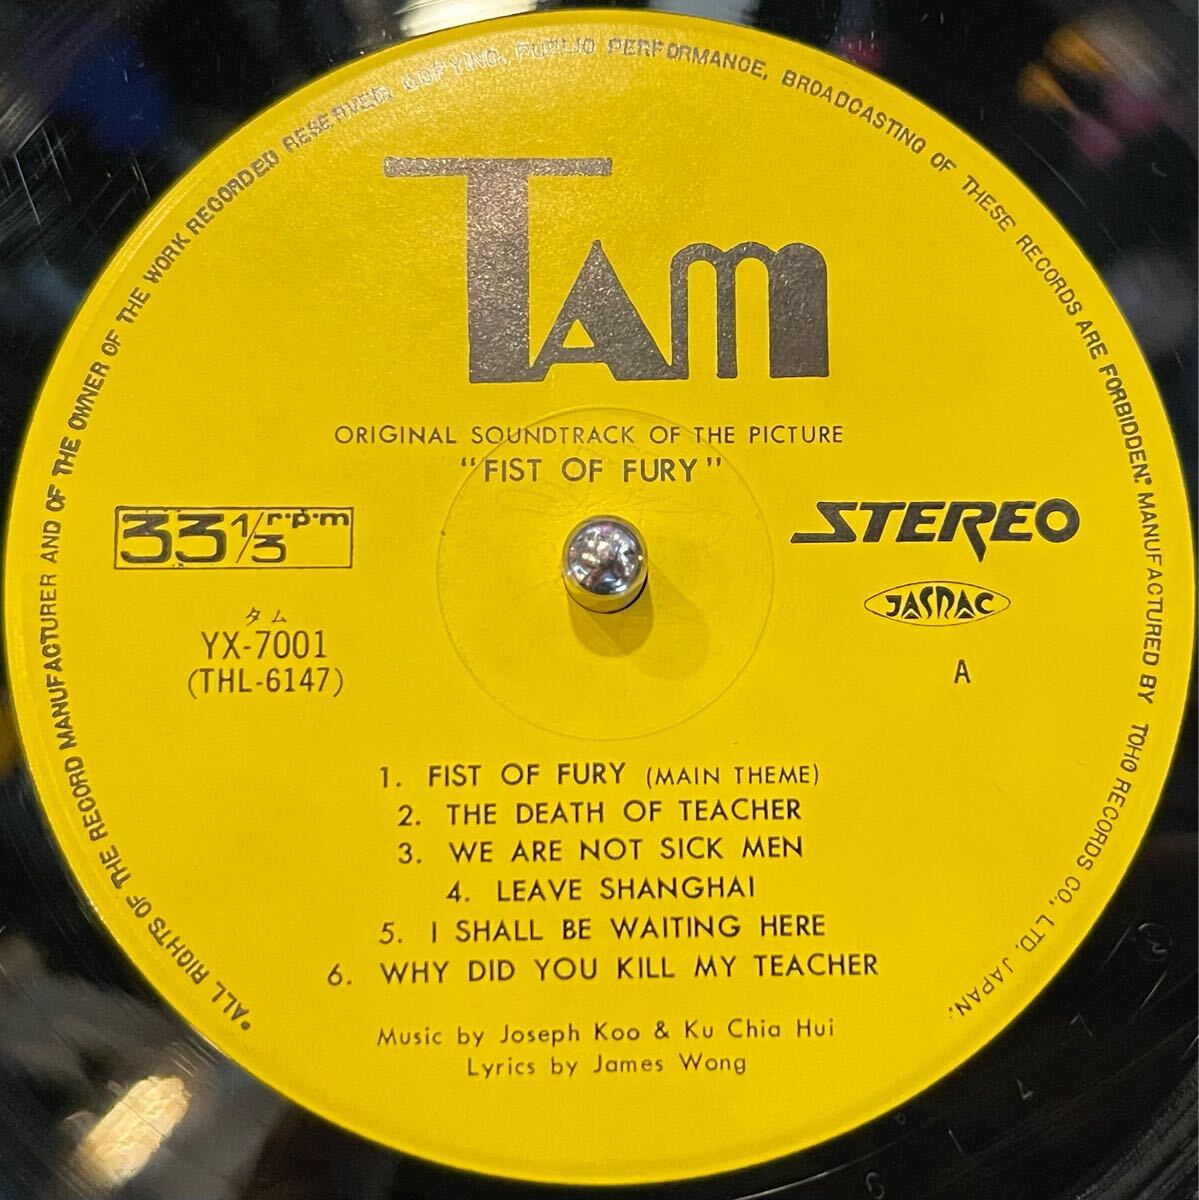 *ALL RIGHTS OF THE RECORD MANUFACTURER AND OF THE OWNER OF THE WORK RECORDED RESERVED. COPYING, PUBLIC PERFORMANCE, BROADCASTING OF THESE RECORDS ARE FORBIDDEN." MANUFACTURED BY TOHO RECORDS CO., LTD. JAPAN.
TAM
ORIGINAL SOUNDTRACK OF THE PICTURE
"FIST OF FURY"
33 1/3 r·p·m
STEREO
JASRAC
タム
YX-7001
(THL-6147)
A
1. FIST OF FURY (MAIN THEME)
2. THE DEATH OF TEACHER
3. WE ARE NOT SICK MEN
4. LEAVE SHANGHAI
5. I SHALL BE WAITING HERE
6. WHY DID YOU KILL MY TEACHER
Music by Joseph Koo & Ku Chia Hui
Lyrics by James Wong